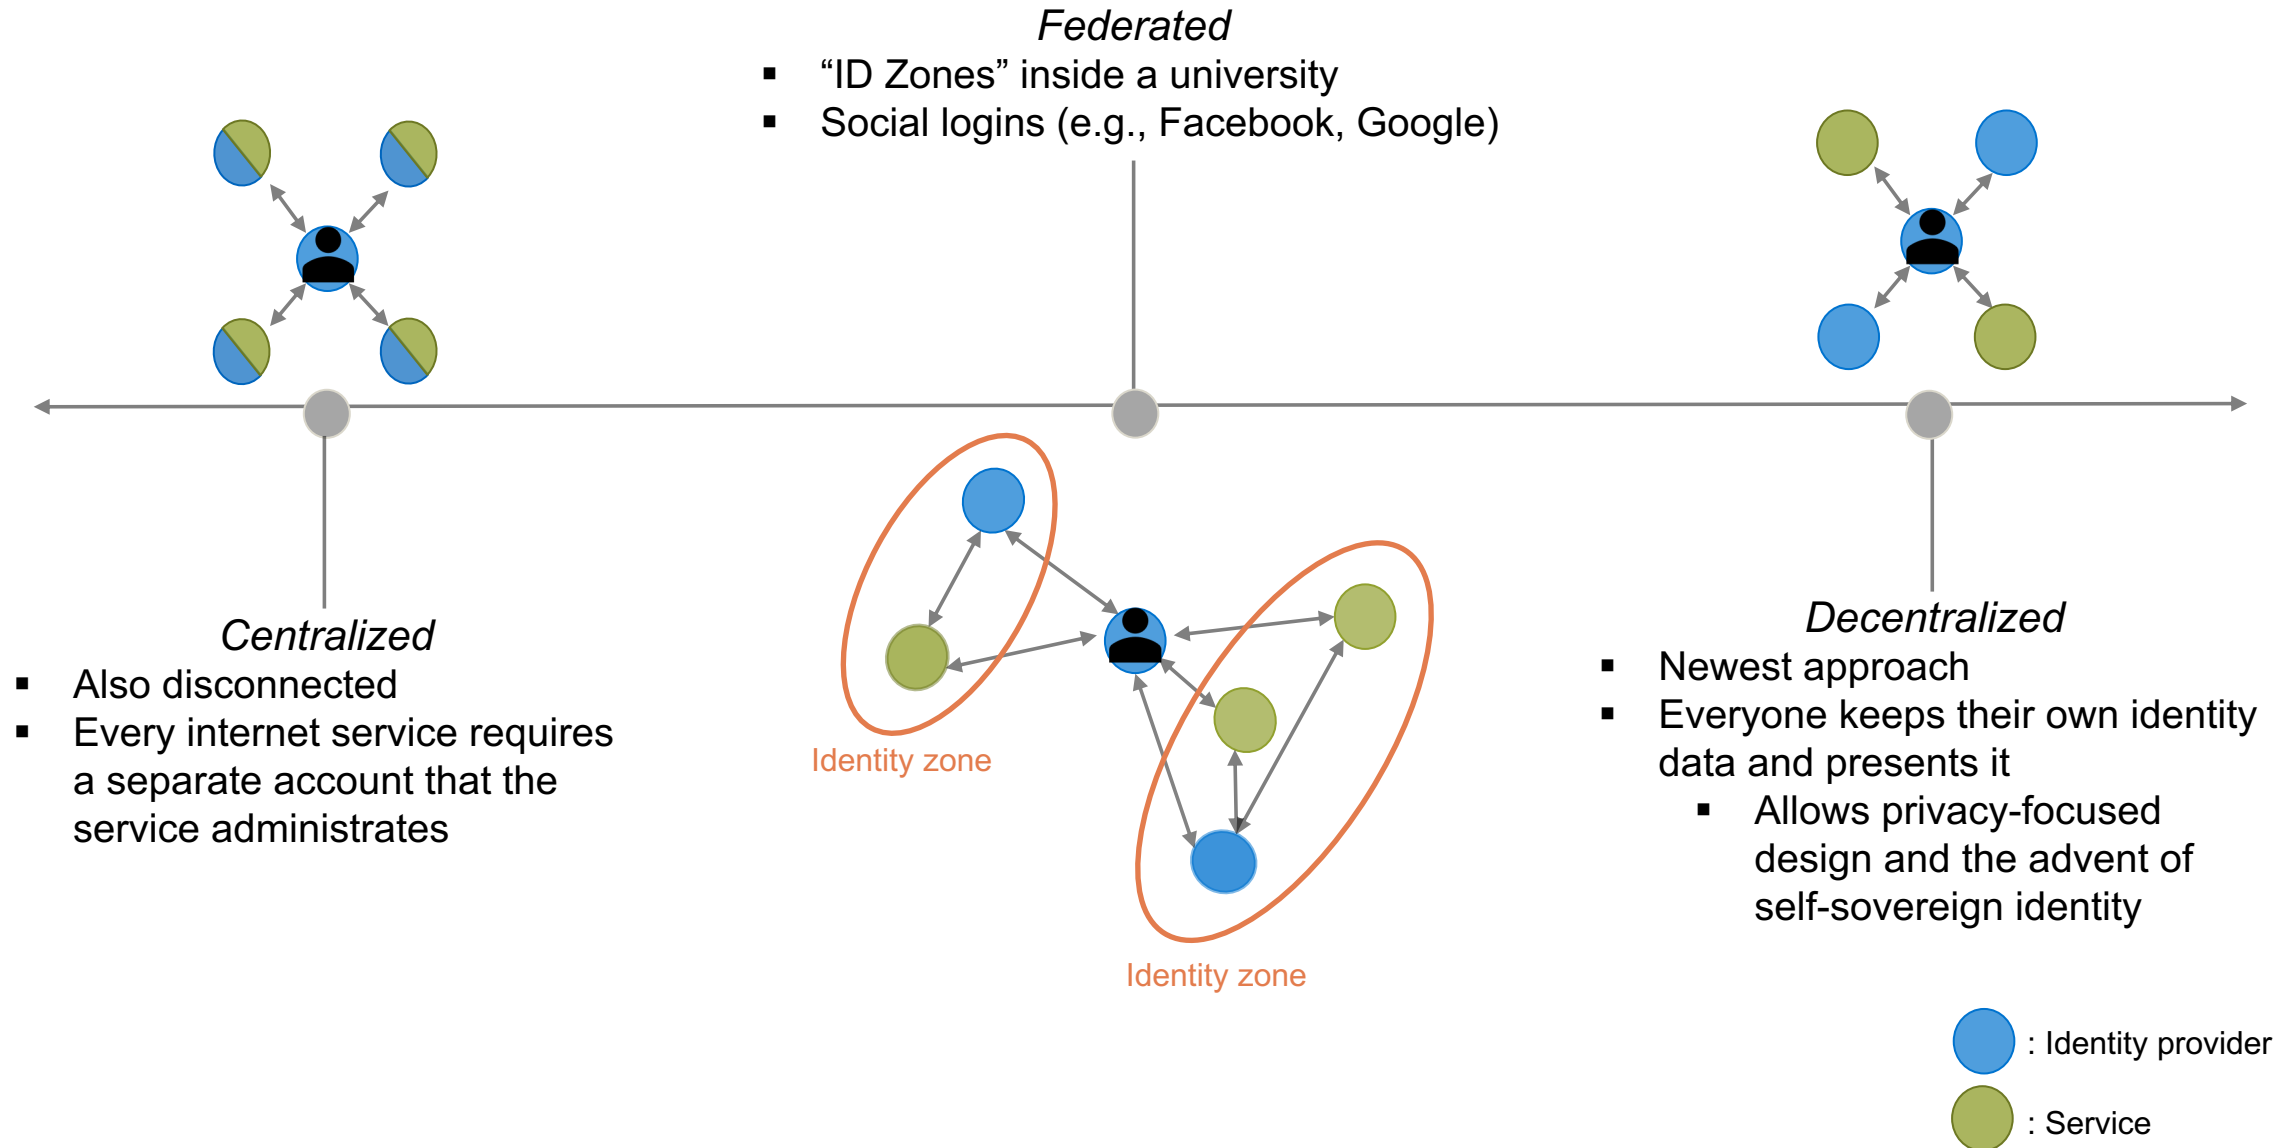 Federated
▪ “ID Zones” inside a university
▪ Social logins (e.g., Facebook, Google)
Centralized
▪ Also disconnected
▪ Every internet service requires
a separate account that the
service administrates
Identity zone
Identity zone
Decentralized
▪ Newest approach
▪ Everyone keeps their own identity
data and presents it
▪ Allows privacy-focused
design and the advent of
self-sovereign identity
: Identity provider
: Service